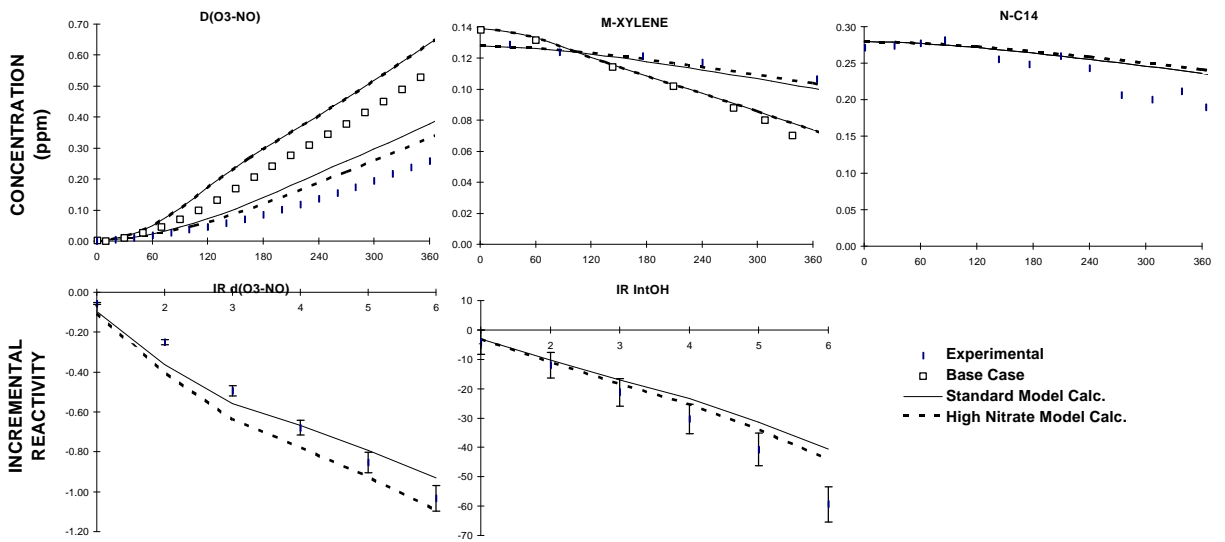 D(O3-NO)
0.70
0.60
0.50
0.40
0.30
0.20
0.10
0.00
0 60 120 180 240 300 360
CONCENTRATION
(ppm)
M-XYLENE
0.14
0.12
0.10
0.08
0.06
0.04
0.02
0.00
0 60 120 180 240 300 360
N-C14
0.30
0.25
0.20
0.15
0.10
0.05
0.00
0 60 120 180 240 300 360
IR d(O3-NO)
0.00
-0.20
-0.40
-0.60
-0.80
-1.00
-1.20
2 3 4 5 6
INCREMENTAL
REACTIVITY
IR IntOH
10
0
-10
-20
-30
-40
-50
-60
-70
2 3 4 5 6
Experimental
Base Case
Standard Model Calc.
High Nitrate Model Calc.